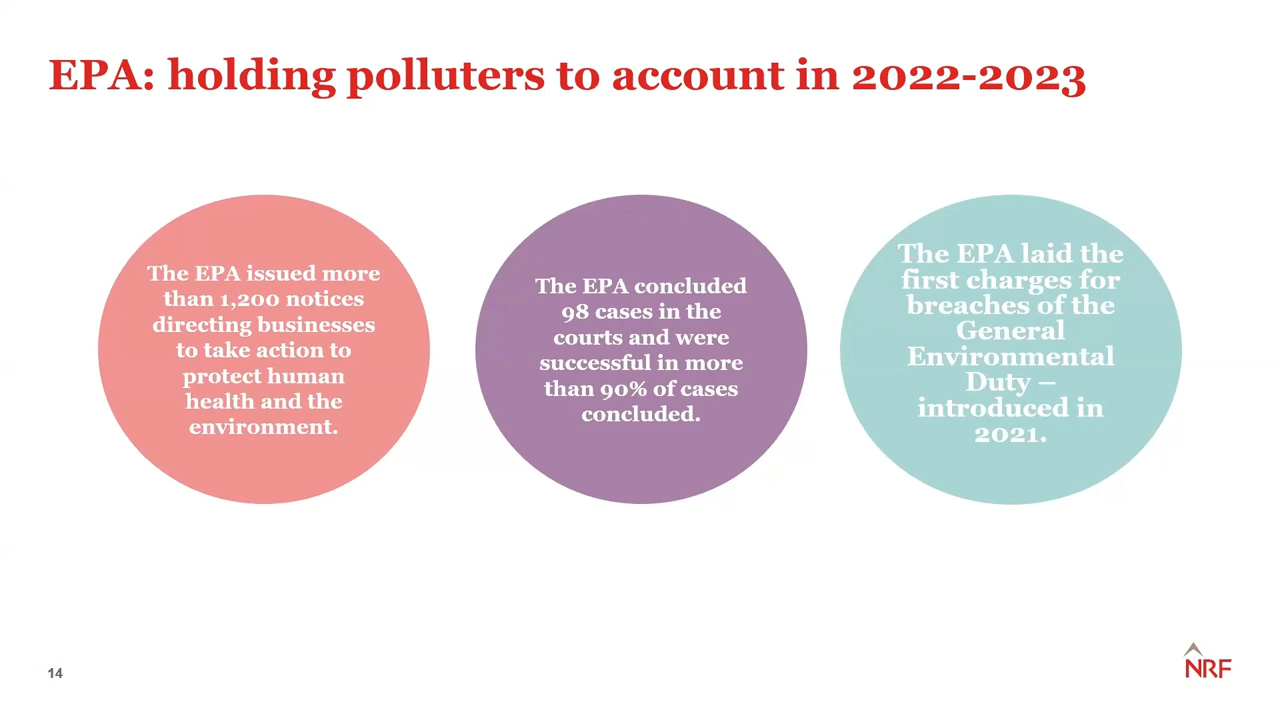 EPA: holding polluters to account in 2022-2023
The EPA issued more
than 1,200 notices
directing businesses
to take action to
protect human
health and the
environment.
The EPA concluded
98 cases in the
courts and were
successful in more
than 90% of cases
concluded.
The EPA laid the
first charges for
breaches of the
General
Environmental
Duty –
introduced in
2021.
14
NRF